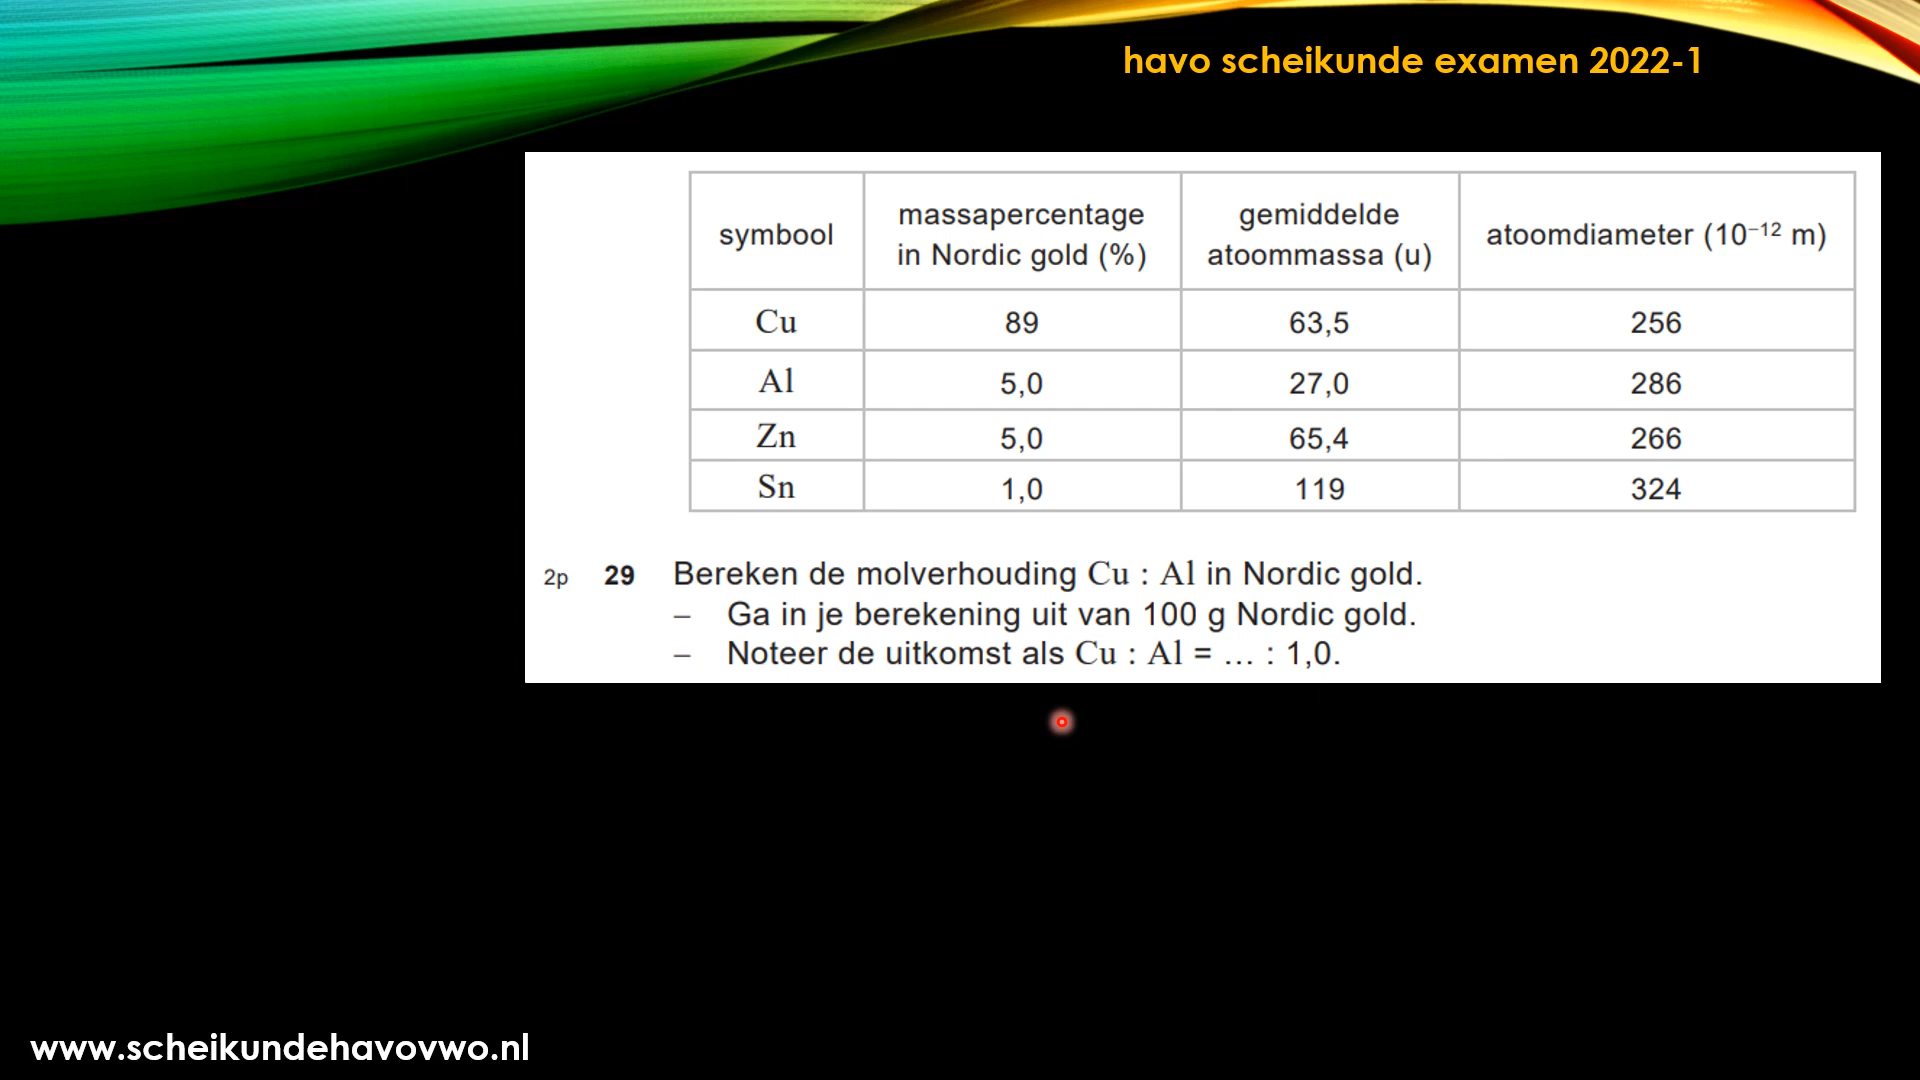 havo scheikunde examen 2022-1
symbool massapercentage in Nordic gold (%) gemiddelde atoommassa (u) atoomdiameter (10⁻¹² m)
Cu 89 63,5 256
Al 5,0 27,0 286
Zn 5,0 65,4 266
Sn 1,0 119 324
2p 29 Bereken de molverhouding Cu : Al in Nordic gold.
– Ga in je berekening uit van 100 g Nordic gold.
– Noteer de uitkomst als Cu : Al = … : 1,0.
www.scheikundehavovwo.nl